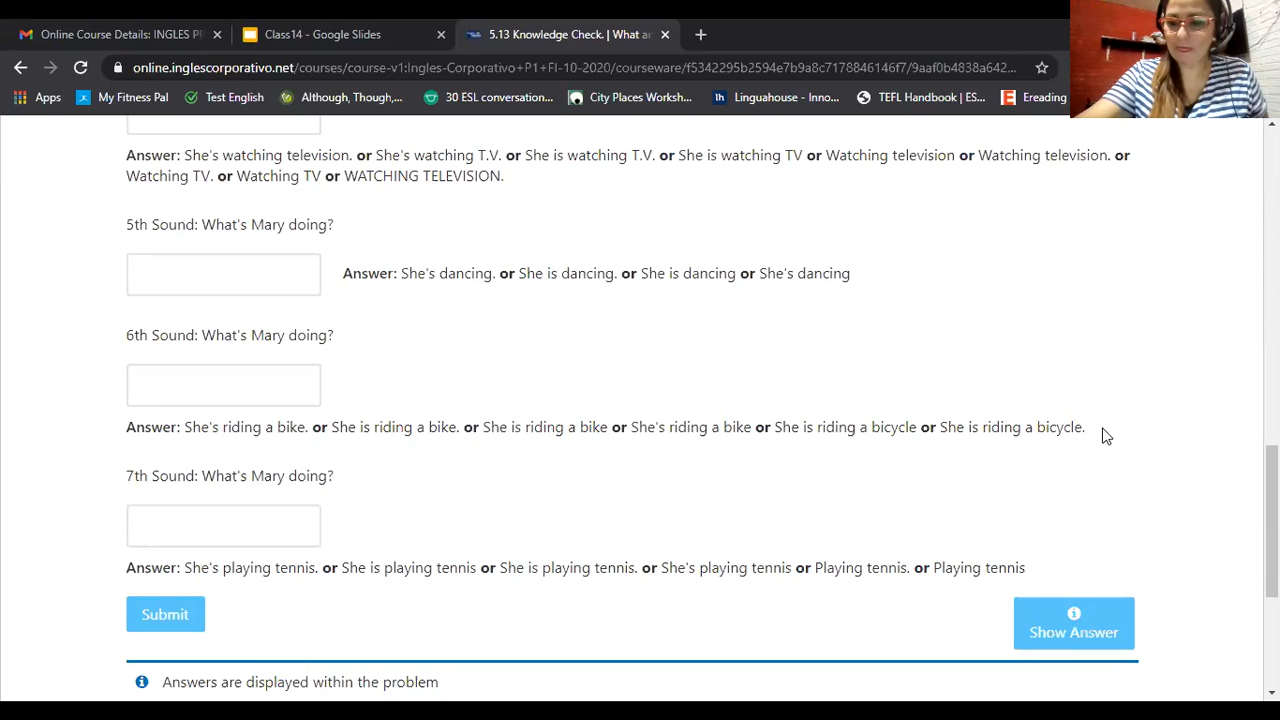 Online Course Details: INGLES PR
Class14 - Google Slides
5.13 Knowledge Check. | What ar
online.inglescorporativo.net/courses/course-v1:Ingles-Corporativo+P1+FI-10-2020/courseware/f5342295b2594e7b9a8c7178846146f7/9aaf0b4838a6c...
Apps
My Fitness Pal
Test English
Although, Through,...
30 ESL conversation...
City Places Worksh...
Linguahouse - Inno...
TEFL Handbook | ES...
Ereading
Answer: She's watching television. or She's watching T.V. or She is watching T.V. or She is watching TV or Watching television or Watching television. or
Watching TV. or Watching TV or WATCHING TELEVISION.
5th Sound: What's Mary doing?
Answer: She's dancing. or She is dancing. or She is dancing or She's dancing
6th Sound: What's Mary doing?
Answer: She's riding a bike. or She is riding a bike. or She is riding a bike or She's riding a bike or She is riding a bicycle or She is riding a bicycle.
7th Sound: What's Mary doing?
Answer: She's playing tennis. or She is playing tennis or She is playing tennis. or She's playing tennis or Playing tennis. or Playing tennis
Submit
Show Answer
Answers are displayed within the problem